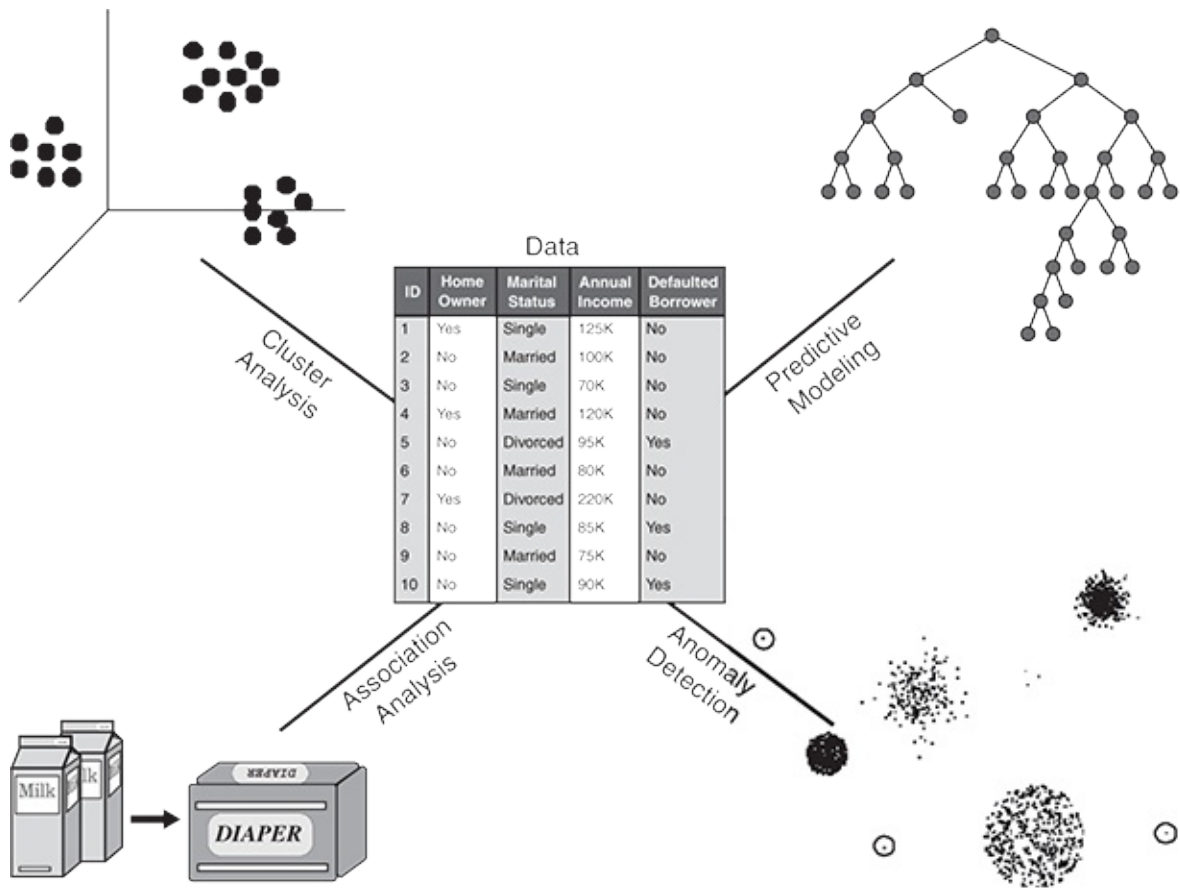 Data
ID Home Owner Marital Status Annual Income Defaulted Borrower
1 Yes Single 125K No
2 No Married 100K No
3 No Single 70K No
4 Yes Married 120K No
5 No Divorced 95K Yes
6 No Married 80K No
7 Yes Divorced 220K No
8 No Single 85K Yes
9 No Married 75K No
10 No Single 90K Yes
Cluster
Analysis
Predictive
Modeling
Association
Analysis
Anomaly
Detection
Milk
lk
DIAPER
DIAPER